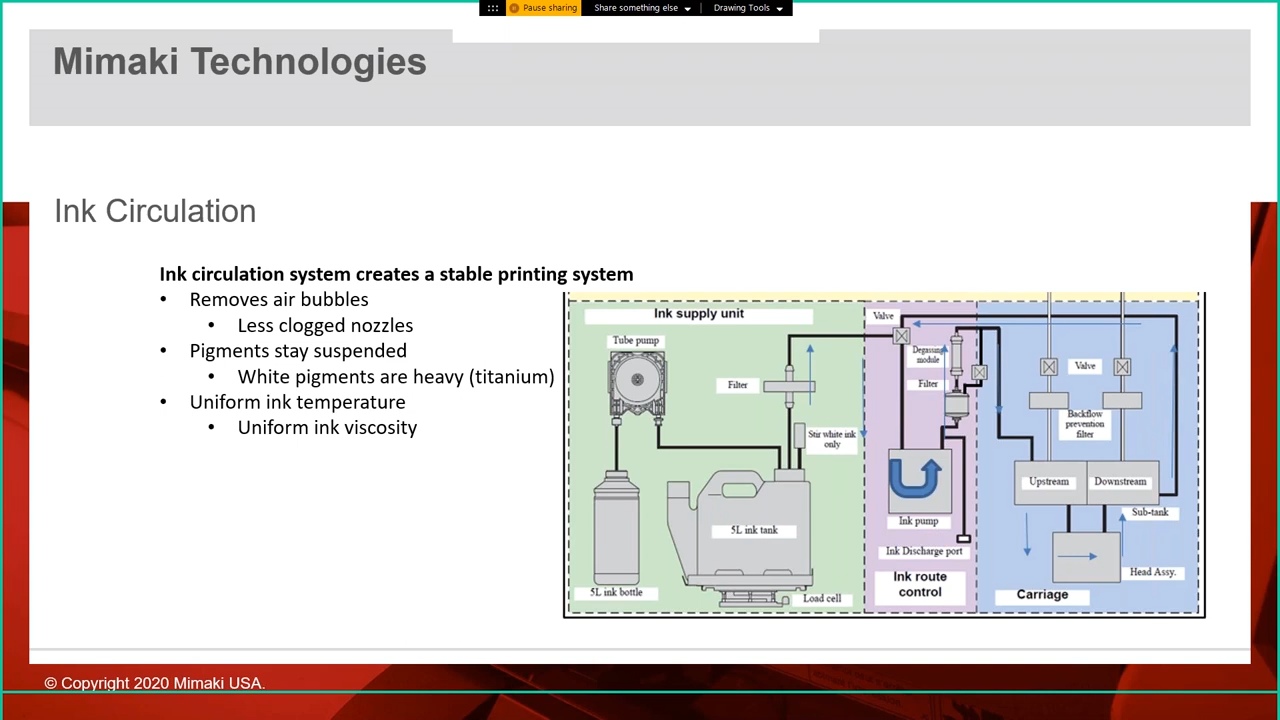 Pause sharing
Share something else
Drawing Tools
Mimaki Technologies
Ink Circulation
Ink circulation system creates a stable printing system
• Removes air bubbles
• Less clogged nozzles
• Pigments stay suspended
• White pigments are heavy (titanium)
• Uniform ink temperature
• Uniform ink viscosity
Ink supply unit
Tube pump
Filter
Stir white ink
only
5L ink tank
5L ink bottle
Load cell
Valve
Degassing
module
Filter
Ink pump
Ink Discharge port
Ink route
control
Valve
Backflow
prevention
filter
Upstream
Downstream
Sub-tank
Head Assy.
Carriage
© Copyright 2020 Mimaki USA.